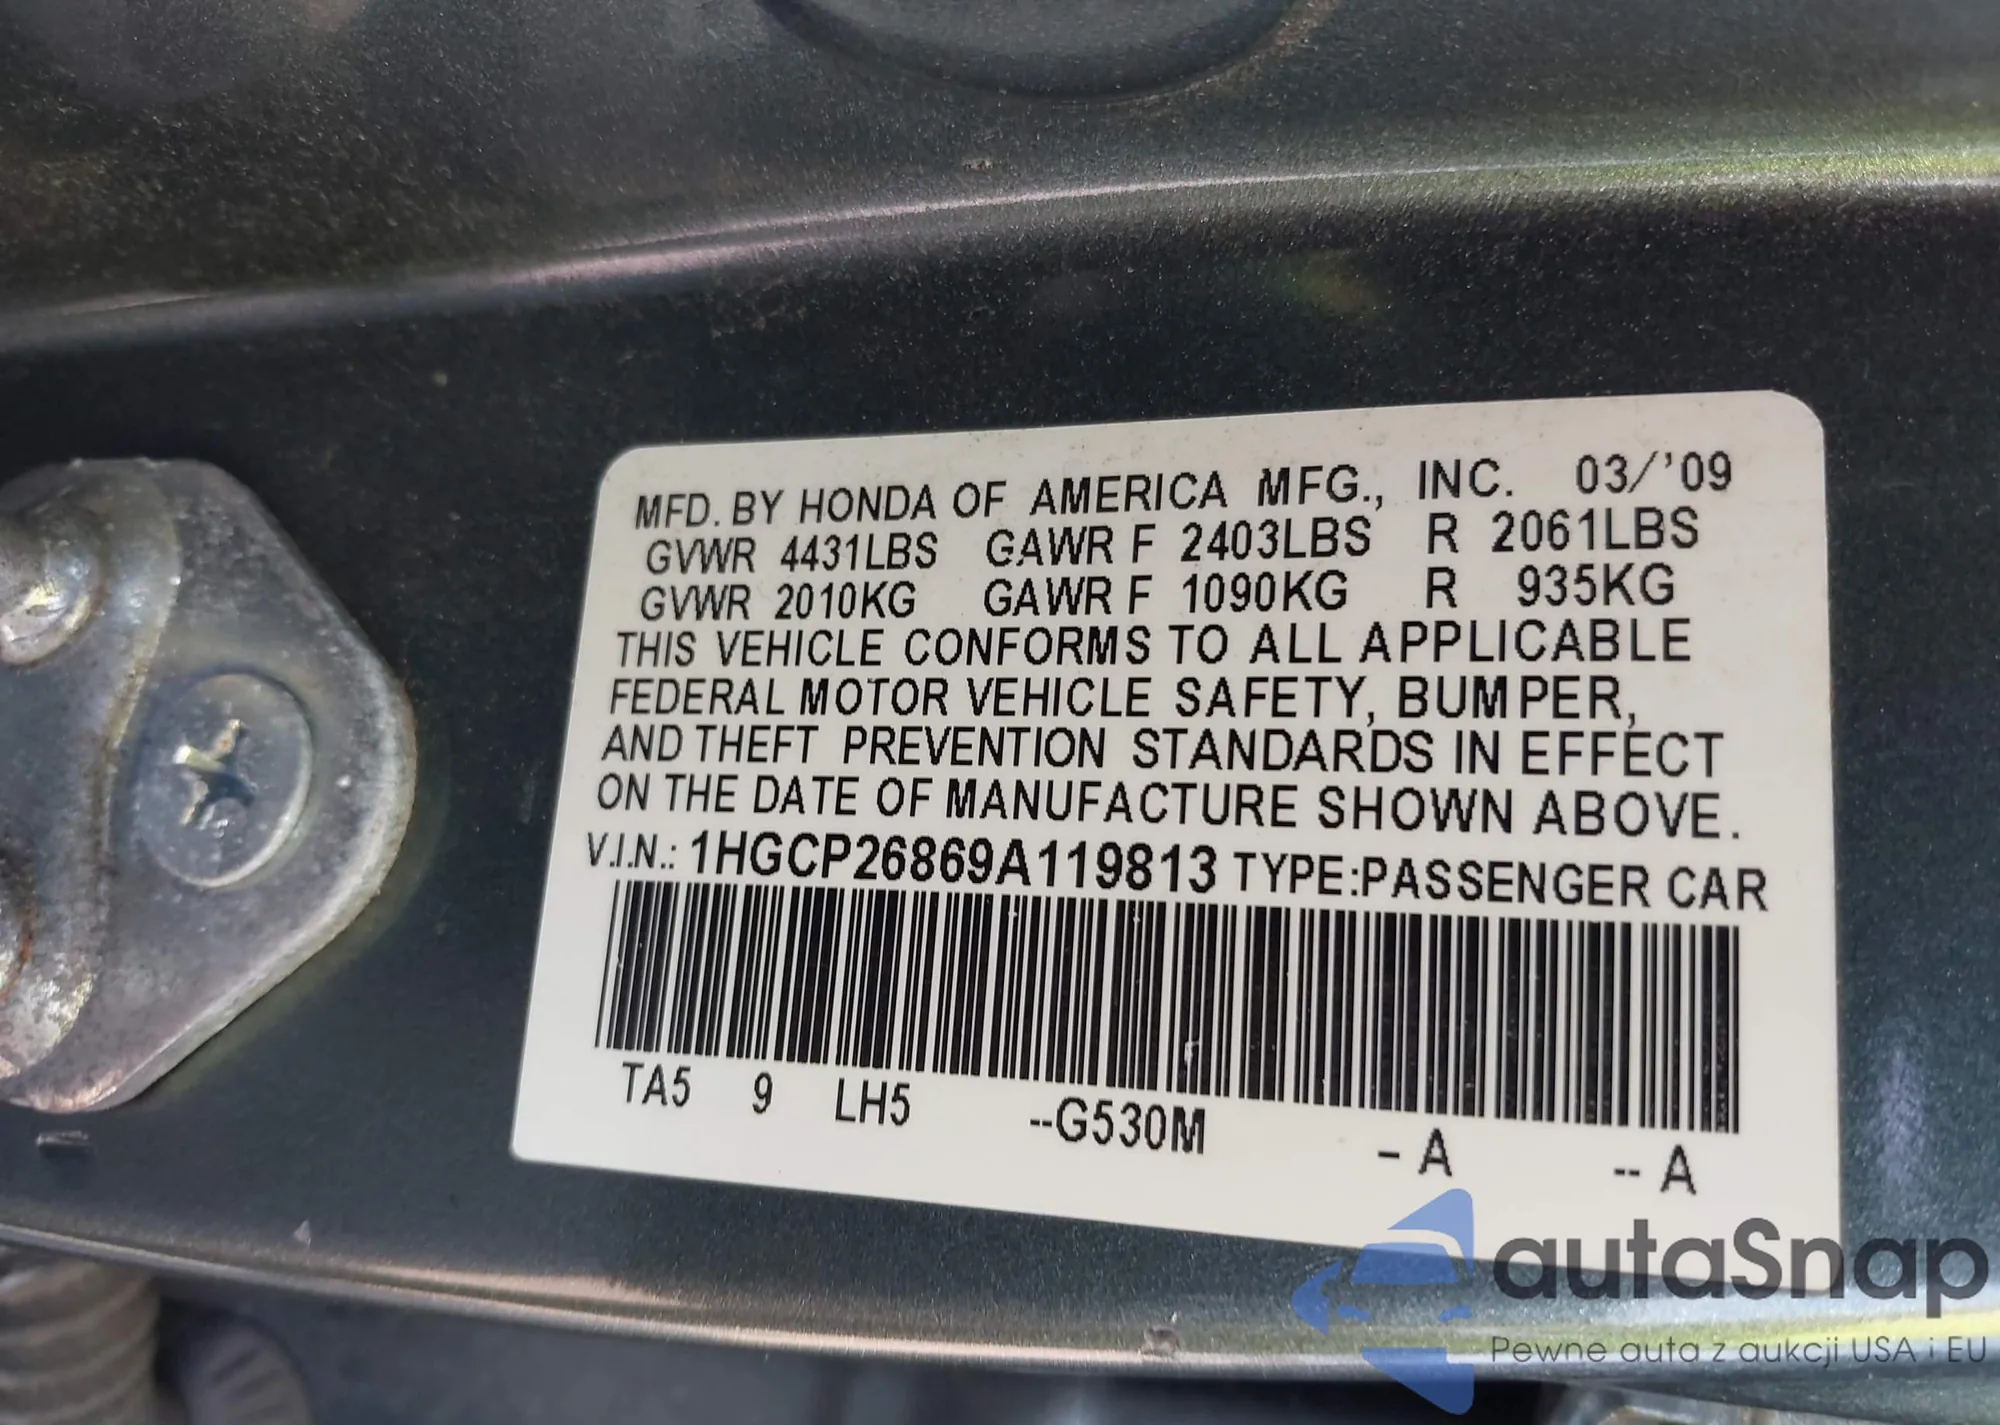 MFD. BY HONDA OF AMERICA MFG., INC. 03/'09
GVWR 4431LBS GAWR F 2403LBS R 2061LBS
GVWR 2010KG GAWR F 1090KG R 935KG
THIS VEHICLE CONFORMS TO ALL APPLICABLE
FEDERAL MOTOR VEHICLE SAFETY, BUMPER,
AND THEFT PREVENTION STANDARDS IN EFFECT
ON THE DATE OF MANUFACTURE SHOWN ABOVE.
V.I.N.: 1HGCP26869A119813 TYPE:PASSENGER CAR
TA5 9 LH5 --G530M - A -- A
autaSnap
Pewne auta z aukcji USA i EU